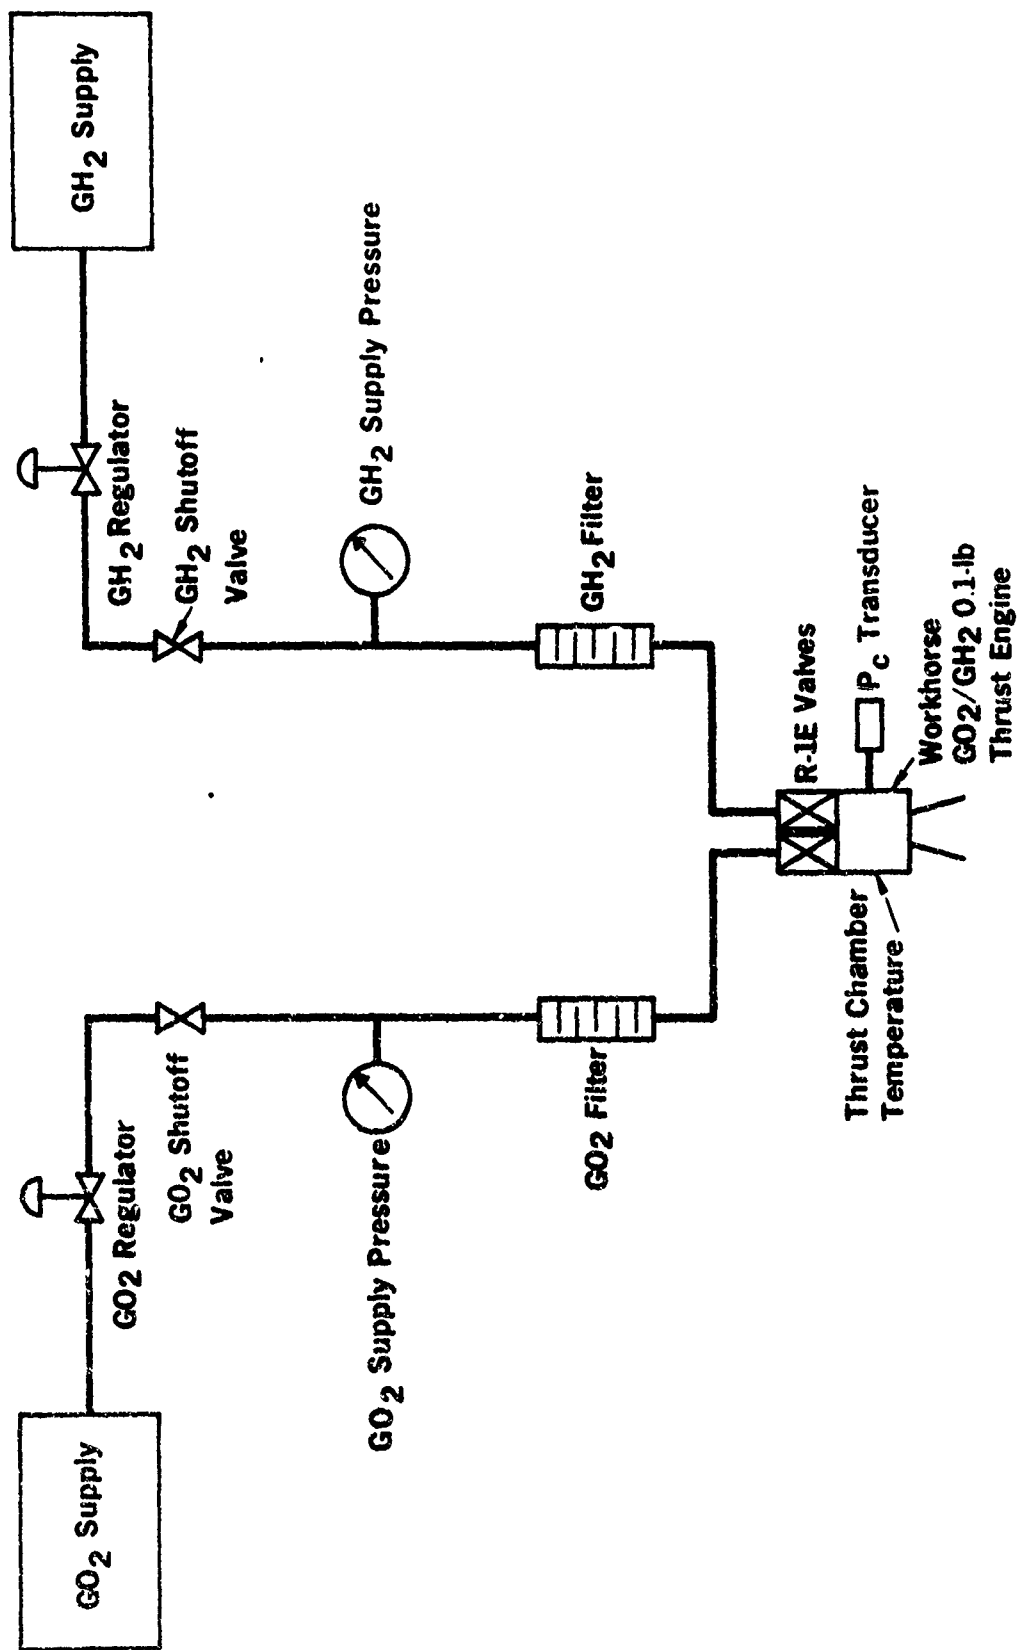 GO2 Supply
GH2 Supply
GO2 Regulator
GH2 Regulator
GO2 Shutoff
Valve
GH2 Shutoff
Valve
GO2 Supply Pressure
GH2 Supply Pressure
GO2 Filter
GH2 Filter
R-1E Valves
Thrust Chamber
Temperature
Pc Transducer
Workhorse
GO2/GH2 0.1-lb
Thrust Engine